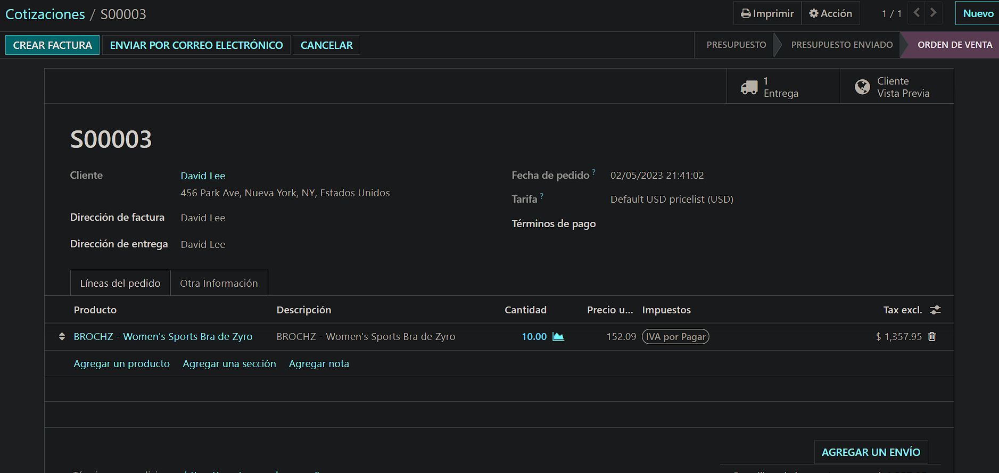 Cotizaciones / S00003
Imprimir
Acción
1 / 1
Nuevo
CREAR FACTURA
ENVIAR POR CORREO ELECTRÓNICO
CANCELAR
PRESUPUESTO
PRESUPUESTO ENVIADO
ORDEN DE VENTA
1
Entrega
Cliente
Vista Previa
S00003
Cliente
David Lee
456 Park Ave, Nueva York, NY, Estados Unidos
Dirección de factura
David Lee
Dirección de entrega
David Lee
Fecha de pedido ?
02/05/2023 21:41:02
Tarifa ?
Default USD pricelist (USD)
Términos de pago
Líneas del pedido
Otra Información
Producto
Descripción
Cantidad
Precio u...
Impuestos
Tax excl.
BROCHZ - Women's Sports Bra de Zyro
BROCHZ - Women's Sports Bra de Zyro
10.00
152.09
IVA por Pagar
$ 1,357.95
Agregar un producto
Agregar una sección
Agregar nota
AGREGAR UN ENVÍO